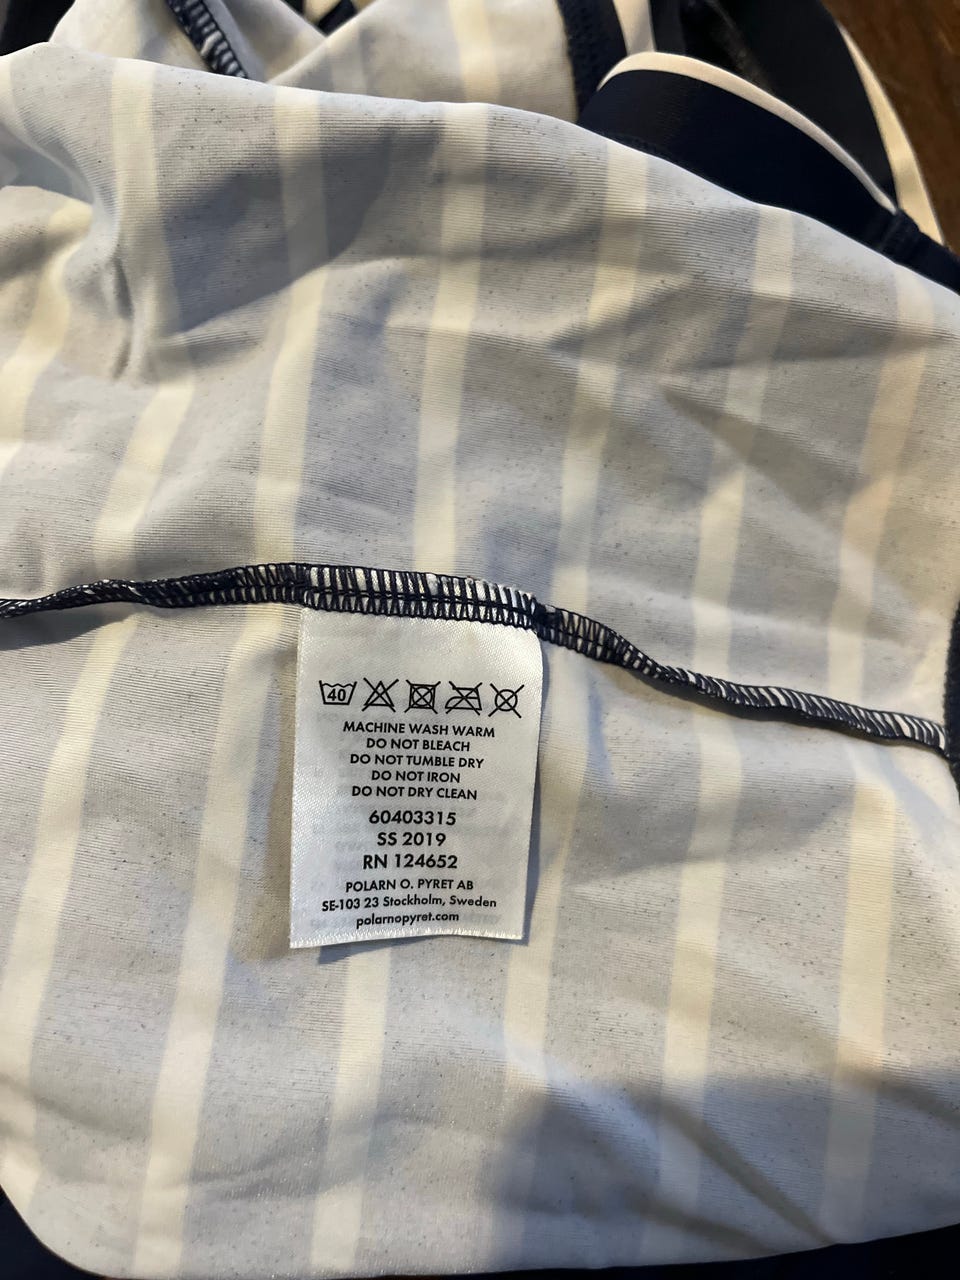 40
MACHINE WASH WARM
DO NOT BLEACH
DO NOT TUMBLE DRY
DO NOT IRON
DO NOT DRY CLEAN
60403315
SS 2019
RN 124652
POLARN O. PYRET AB
SE-103 23 Stockholm, Sweden
polarnopyret.com